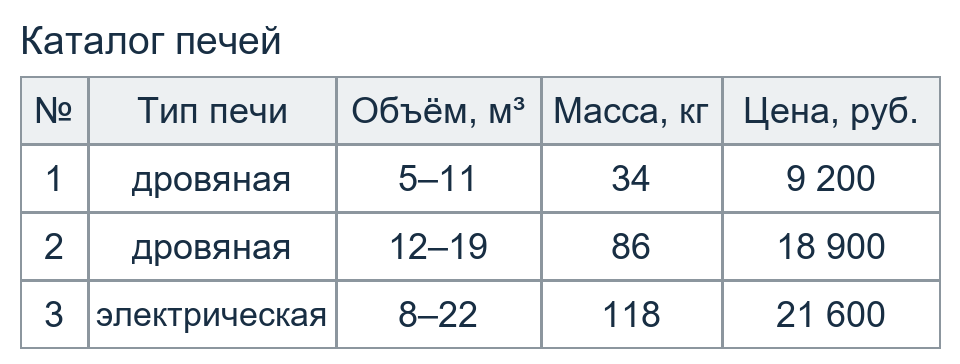 Каталог печей
№ Тип печи Объём, м³ Масса, кг Цена, руб.
1 дровяная 5–11 34 9 200
2 дровяная 12–19 86 18 900
3 электрическая 8–22 118 21 600